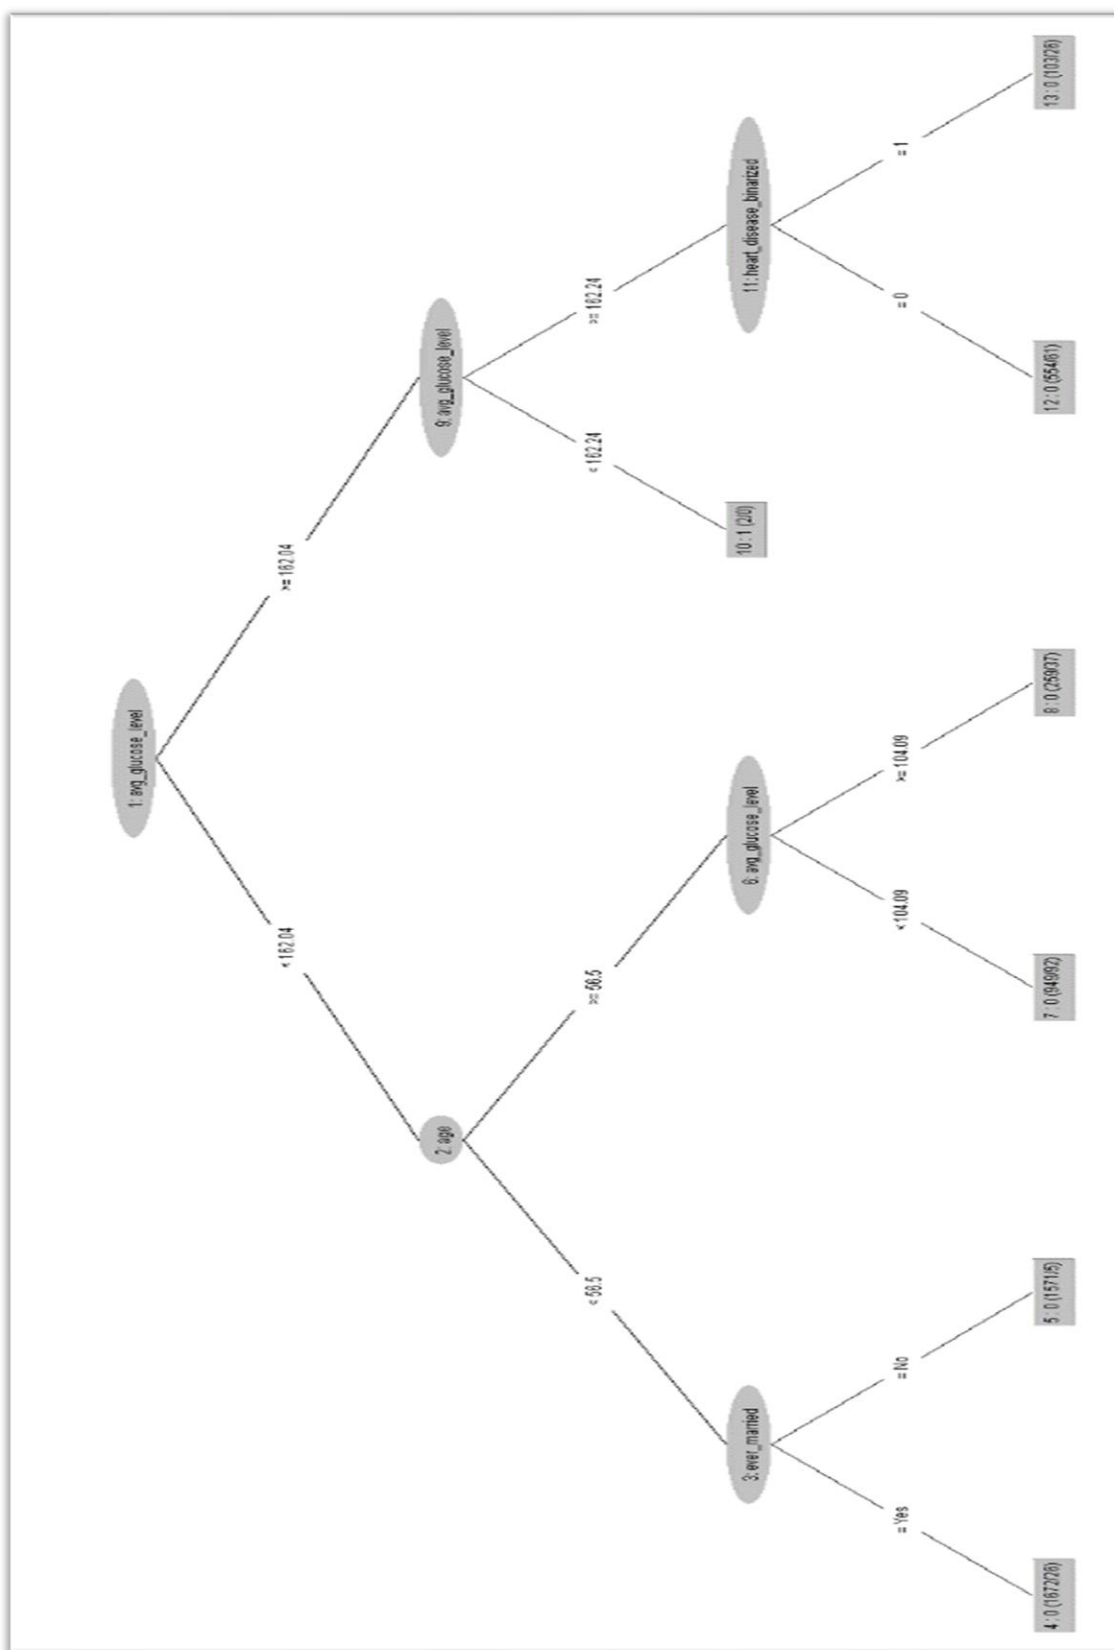 1: avg_glucose_level
< 162.04
>= 162.04
2: age
9: avg_glucose_level
< 56.5
>= 56.5
< 162.24
>= 162.24
3: ever_married
6: avg_glucose_level
10 : 1 (2/0)
11: heart_disease_binarized
= Yes
= No
<104.09
>= 104.09
= 0
= 1
4 : 0 (1672/26)
5 : 0 (1571/5)
7 : 0 (949/92)
8 : 0 (259/37)
12 : 0 (554/61)
13 : 0 (103/26)